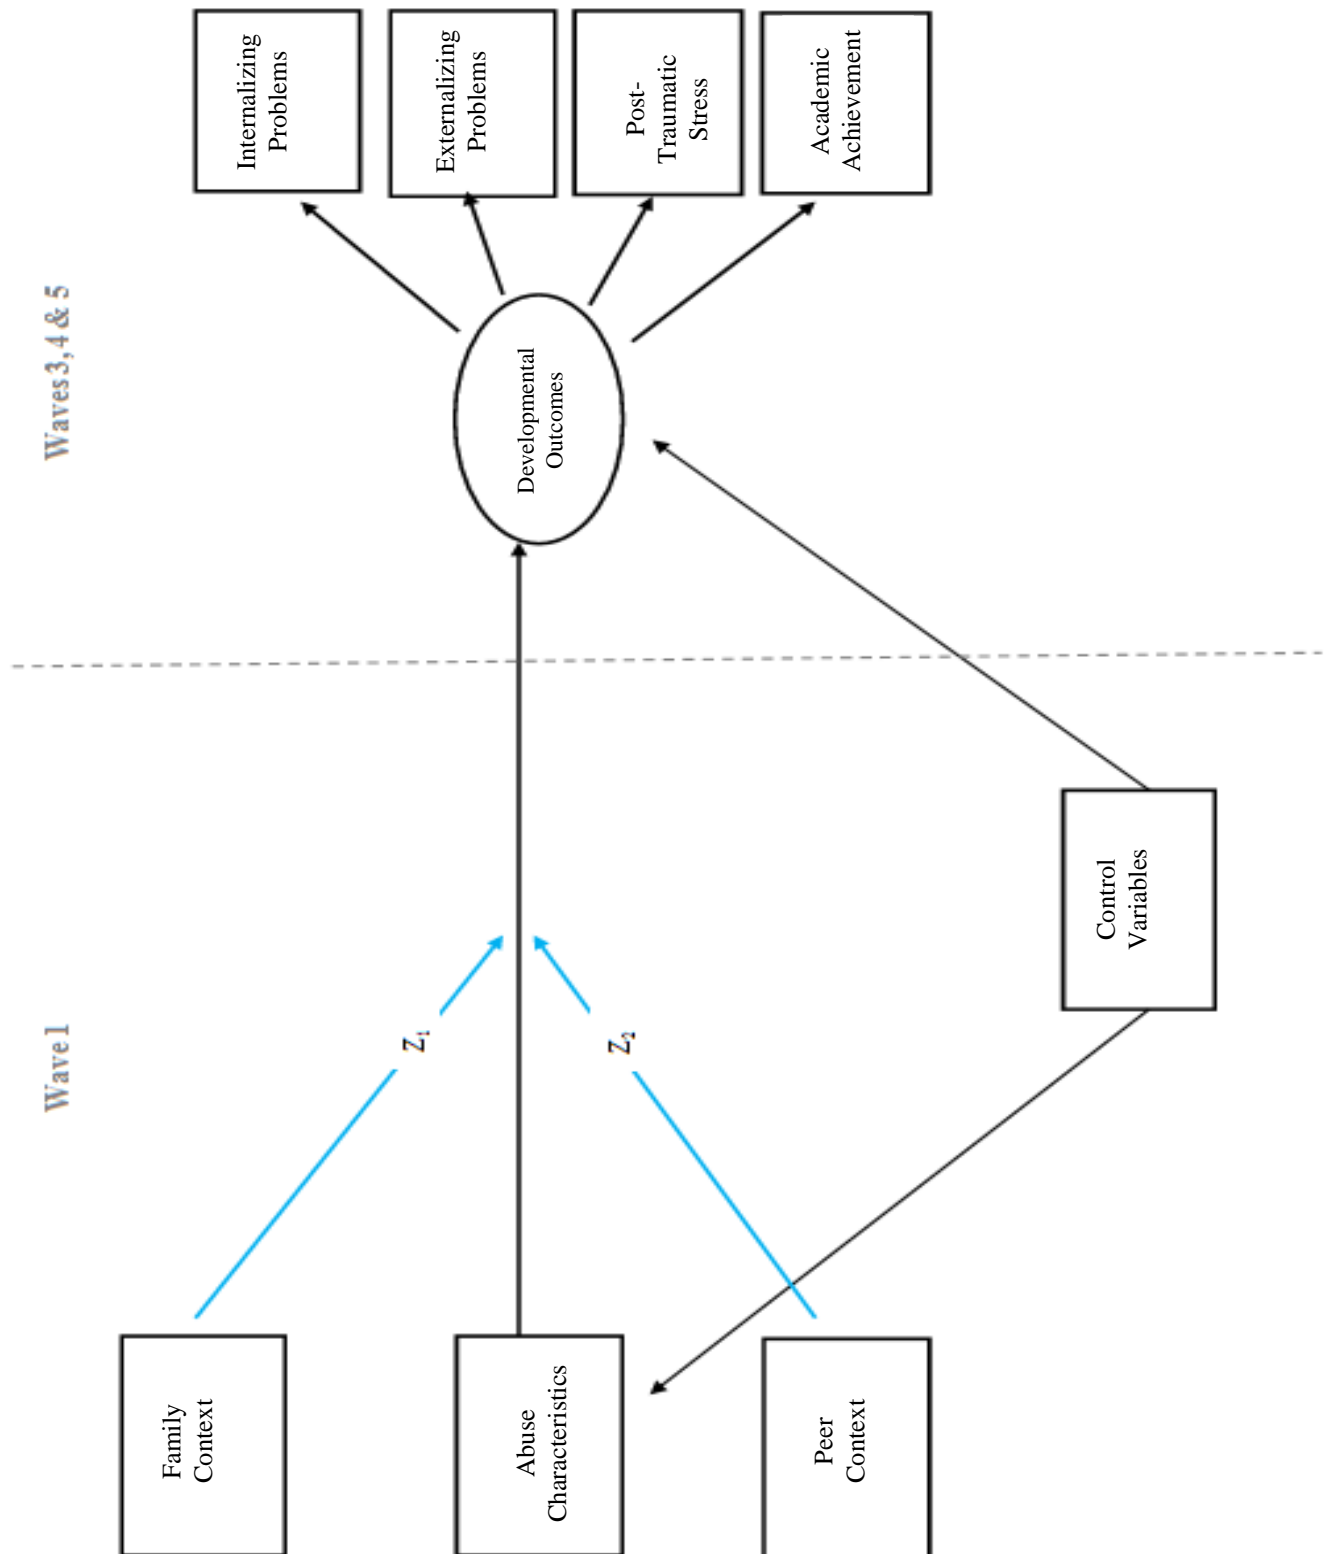 Wave 1
Waves 3, 4 & 5
Family
Context
Abuse
Characteristics
Peer
Context
Z1
Z2
Control
Variables
Developmental
Outcomes
Internalizing
Problems
Externalizing
Problems
Post-
Traumatic
Stress
Academic
Achievement